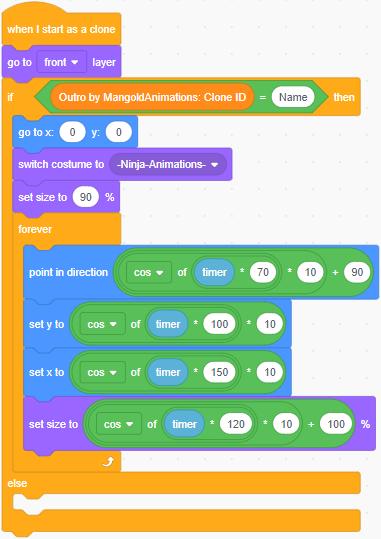 when I start as a clone
go to front layer
if Outro by MangoldAnimations: Clone ID = Name then
go to x: 0 y: 0
switch costume to -Ninja-Animations-
set size to 90 %
forever
point in direction cos of timer * 70 * 10 + 90
set y to cos of timer * 100 * 10
set x to cos of timer * 150 * 10
set size to cos of timer * 120 * 10 + 100 %
else